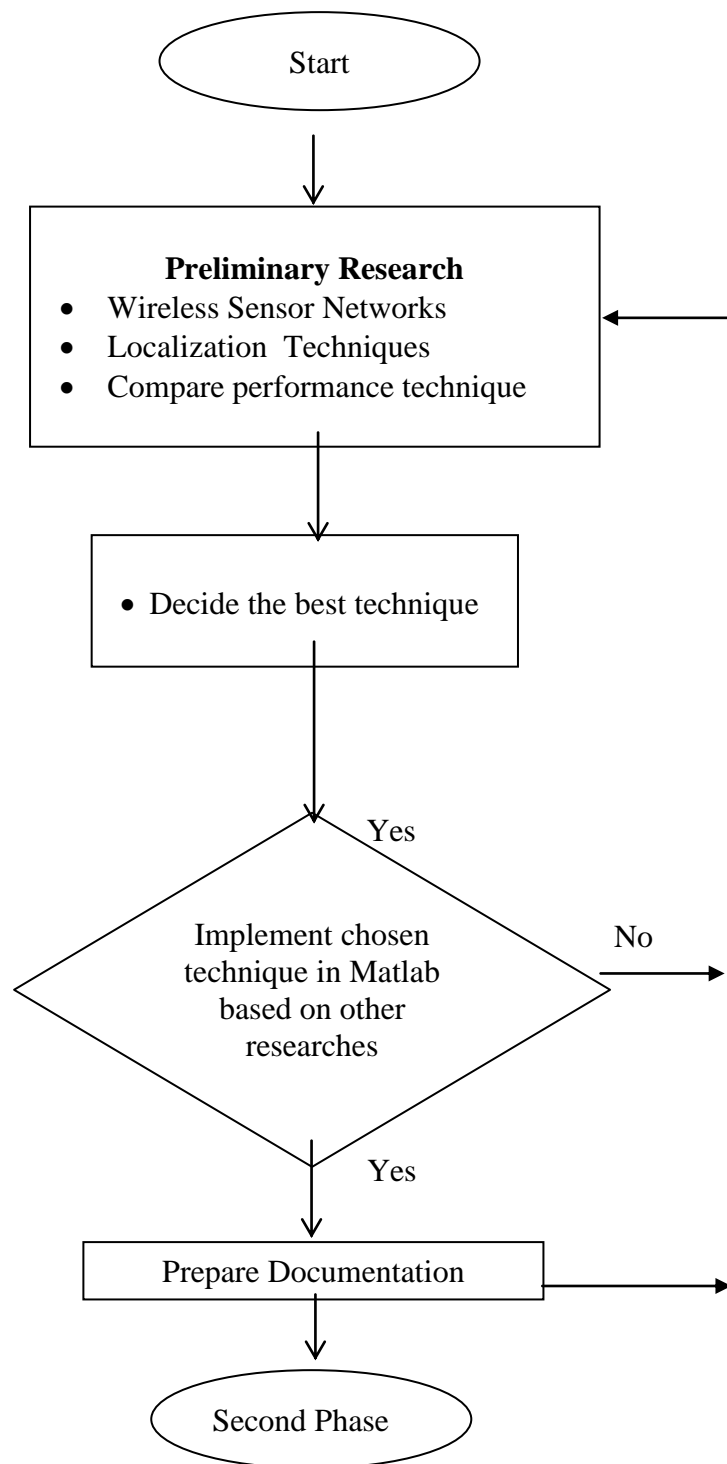 Start
Preliminary Research
• Wireless Sensor Networks
• Localization Techniques
• Compare performance technique
• Decide the best technique
Yes
Implement chosen
technique in Matlab
based on other
researches
No
Yes
Prepare Documentation
Second Phase